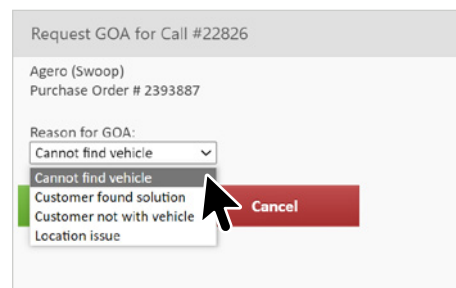 Request GOA for Call #22826
Agero (Swoop)
Purchase Order # 2393887
Reason for GOA:
Cannot find vehicle
Cannot find vehicle
Customer found solution
Customer not with vehicle
Location issue
Cancel